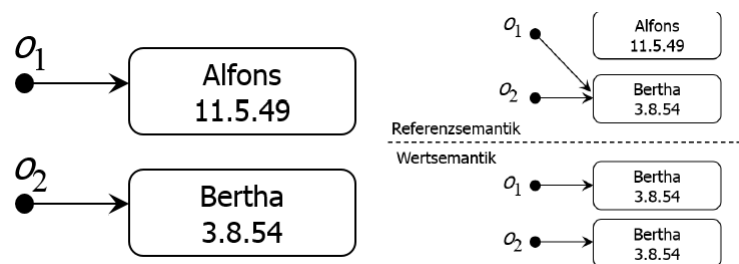 o1
Alfons
11.5.49
o2
Bertha
3.8.54
o1
Alfons
11.5.49
o2
Bertha
3.8.54
Referenzsemantik
Wertsemantik
o1
Bertha
3.8.54
o2
Bertha
3.8.54